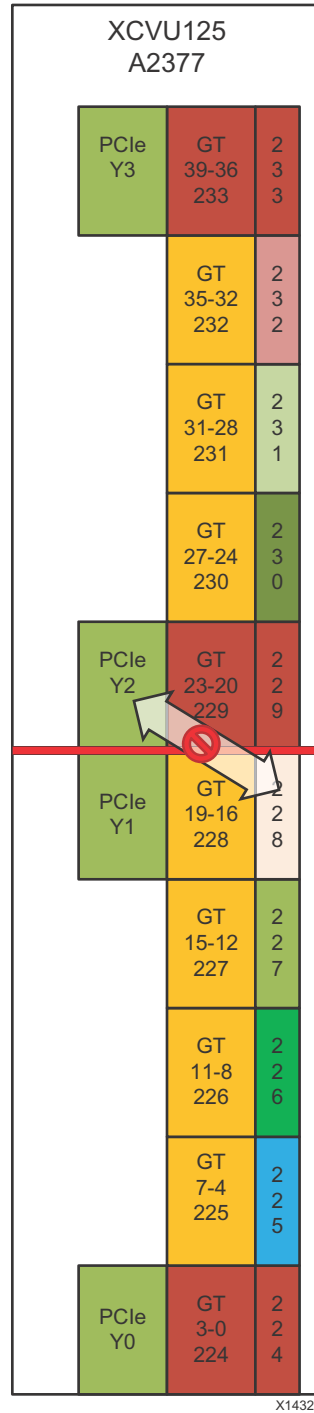 XCVU125
A2377
PCIe
Y3
GT
39-36
233
2
3
3
GT
35-32
232
2
3
2
GT
31-28
231
2
3
1
GT
27-24
230
2
3
0
PCIe
Y2
GT
23-20
229
2
2
9
PCIe
Y1
GT
19-16
228
2
2
8
GT
15-12
227
2
2
7
GT
11-8
226
2
2
6
GT
7-4
225
2
2
5
PCIe
Y0
GT
3-0
224
2
2
4
X1432